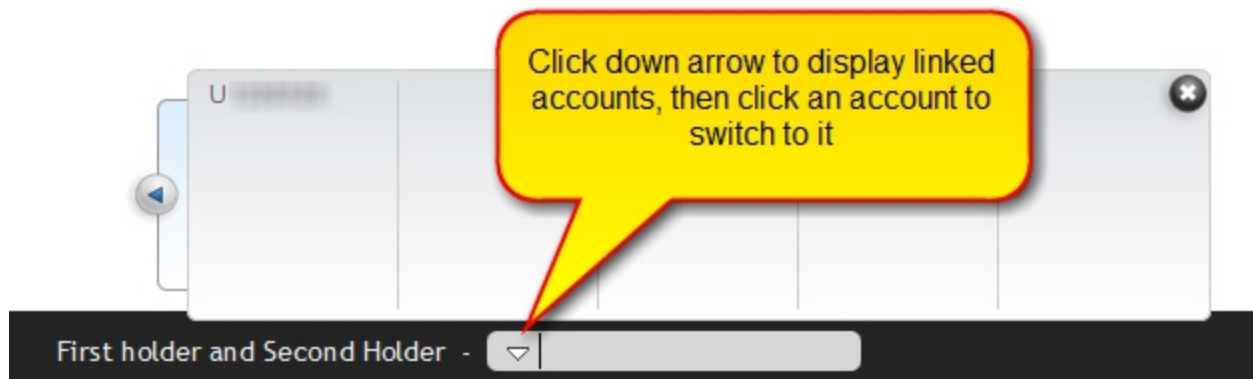 Click down arrow to display linked
accounts, then click an account to
switch to it
U
First holder and Second Holder -